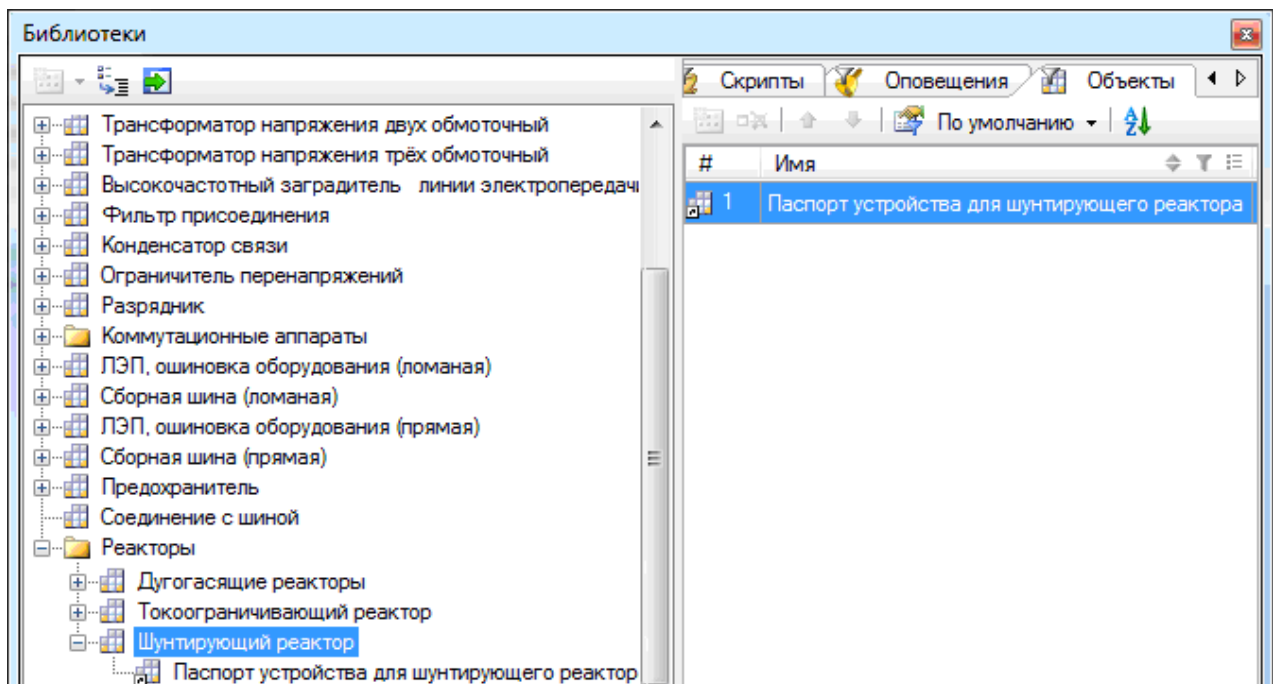 Библиотеки
Трансформатор напряжения двух обмоточный
Трансформатор напряжения трёх обмоточный
Высокочастотный заградитель линии электропередачи
Фильтр присоединения
Конденсатор связи
Ограничитель перенапряжений
Разрядник
Коммутационные аппараты
ЛЭП, ошиновка оборудования (ломаная)
Сборная шина (ломаная)
ЛЭП, ошиновка оборудования (прямая)
Сборная шина (прямая)
Предохранитель
Соединение с шиной
Реакторы
Дугогасящие реакторы
Токоограничивающий реактор
Шунтирующий реактор
Паспорт устройства для шунтирующего реактор
Скрипты Оповещения Объекты
По умолчанию
# Имя
1 Паспорт устройства для шунтирующего реактора